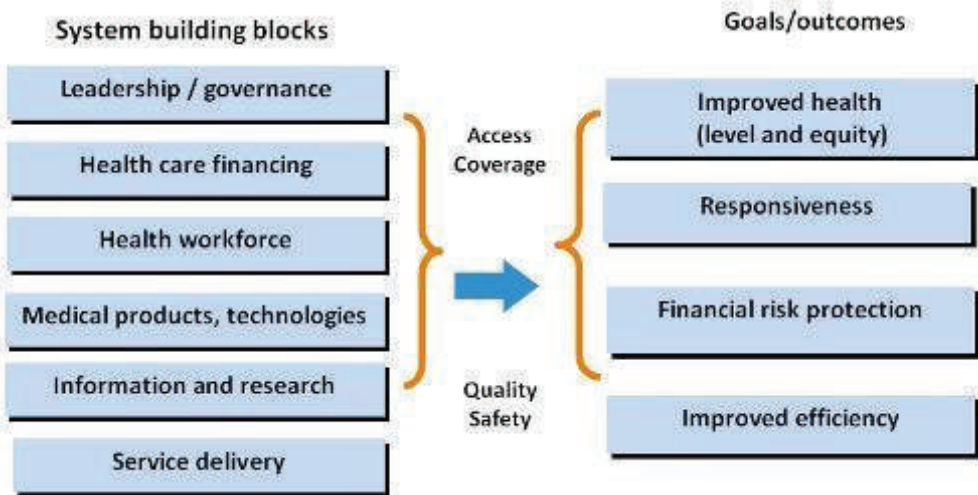 System building blocks
Leadership / governance
Health care financing
Health workforce
Medical products, technologies
Information and research
Service delivery
Access
Coverage
Quality
Safety
Goals/outcomes
Improved health
(level and equity)
Responsiveness
Financial risk protection
Improved efficiency